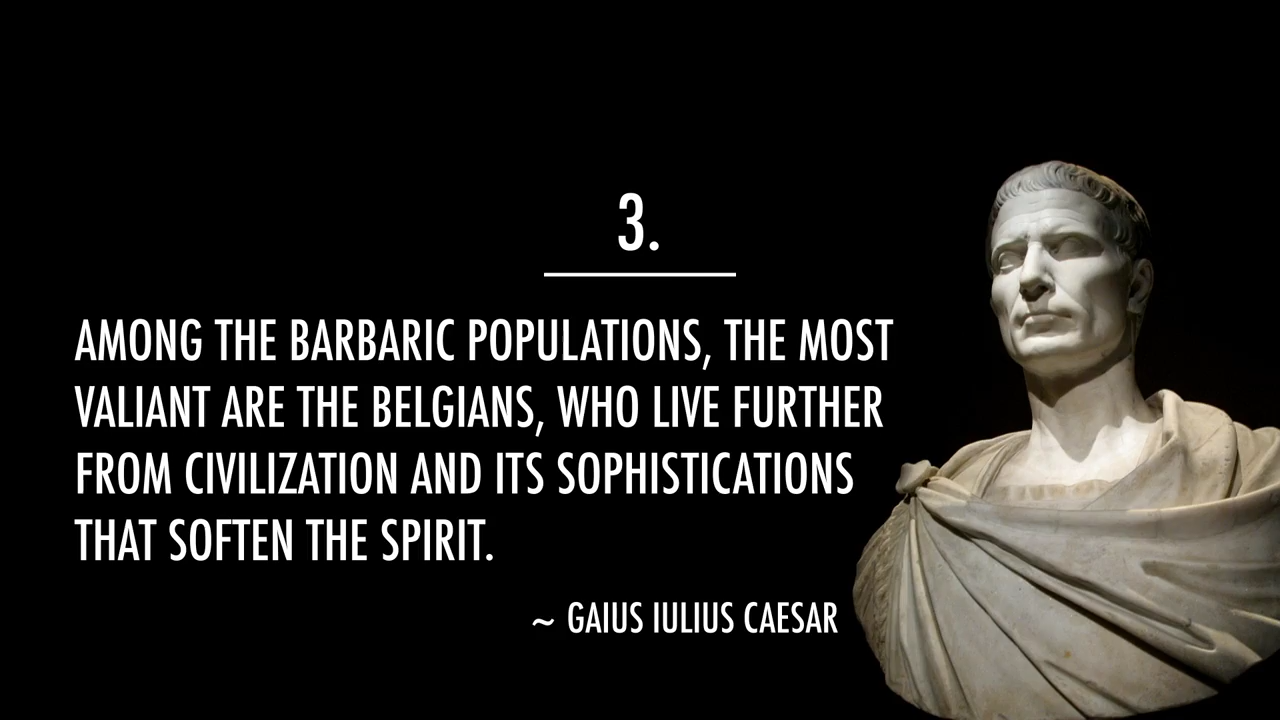 3.
AMONG THE BARBARIC POPULATIONS, THE MOST
VALIANT ARE THE BELGIANS, WHO LIVE FURTHER
FROM CIVILIZATION AND ITS SOPHISTICATIONS
THAT SOFTEN THE SPIRIT.
~ GAIUS IULIUS CAESAR